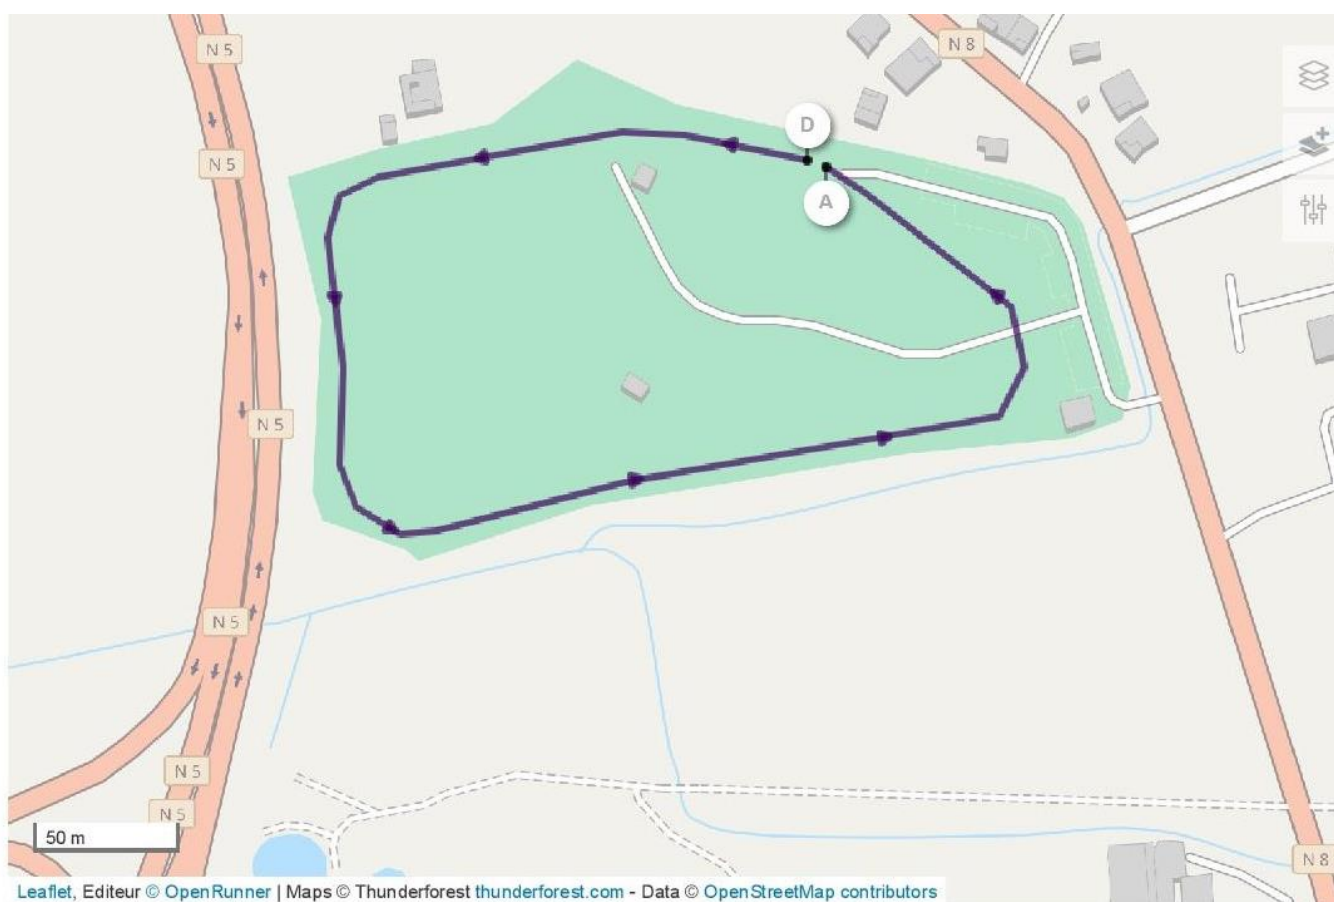 N 5
N 8
D
N 5
A
N 5
N 5
N 5
N 5
50 m
N 8
Leaflet, Editeur © OpenRunner | Maps © Thunderforest thunderforest.com - Data © OpenStreetMap contributors